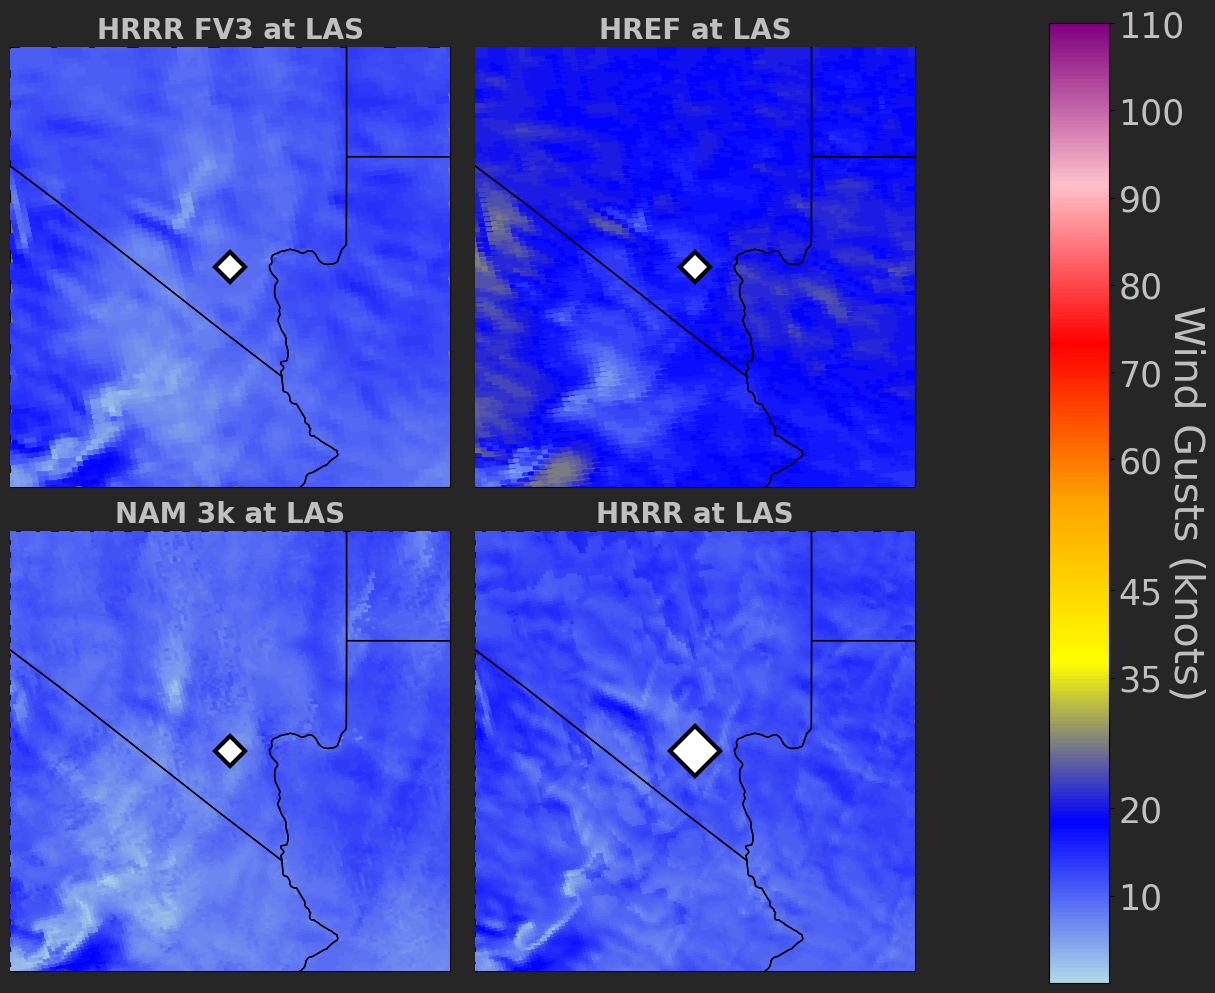 HRRR FV3 at LAS
HREF at LAS
NAM 3k at LAS
HRRR at LAS
110
100
90
80
70
60
45
35
20
10
Wind Gusts (knots)